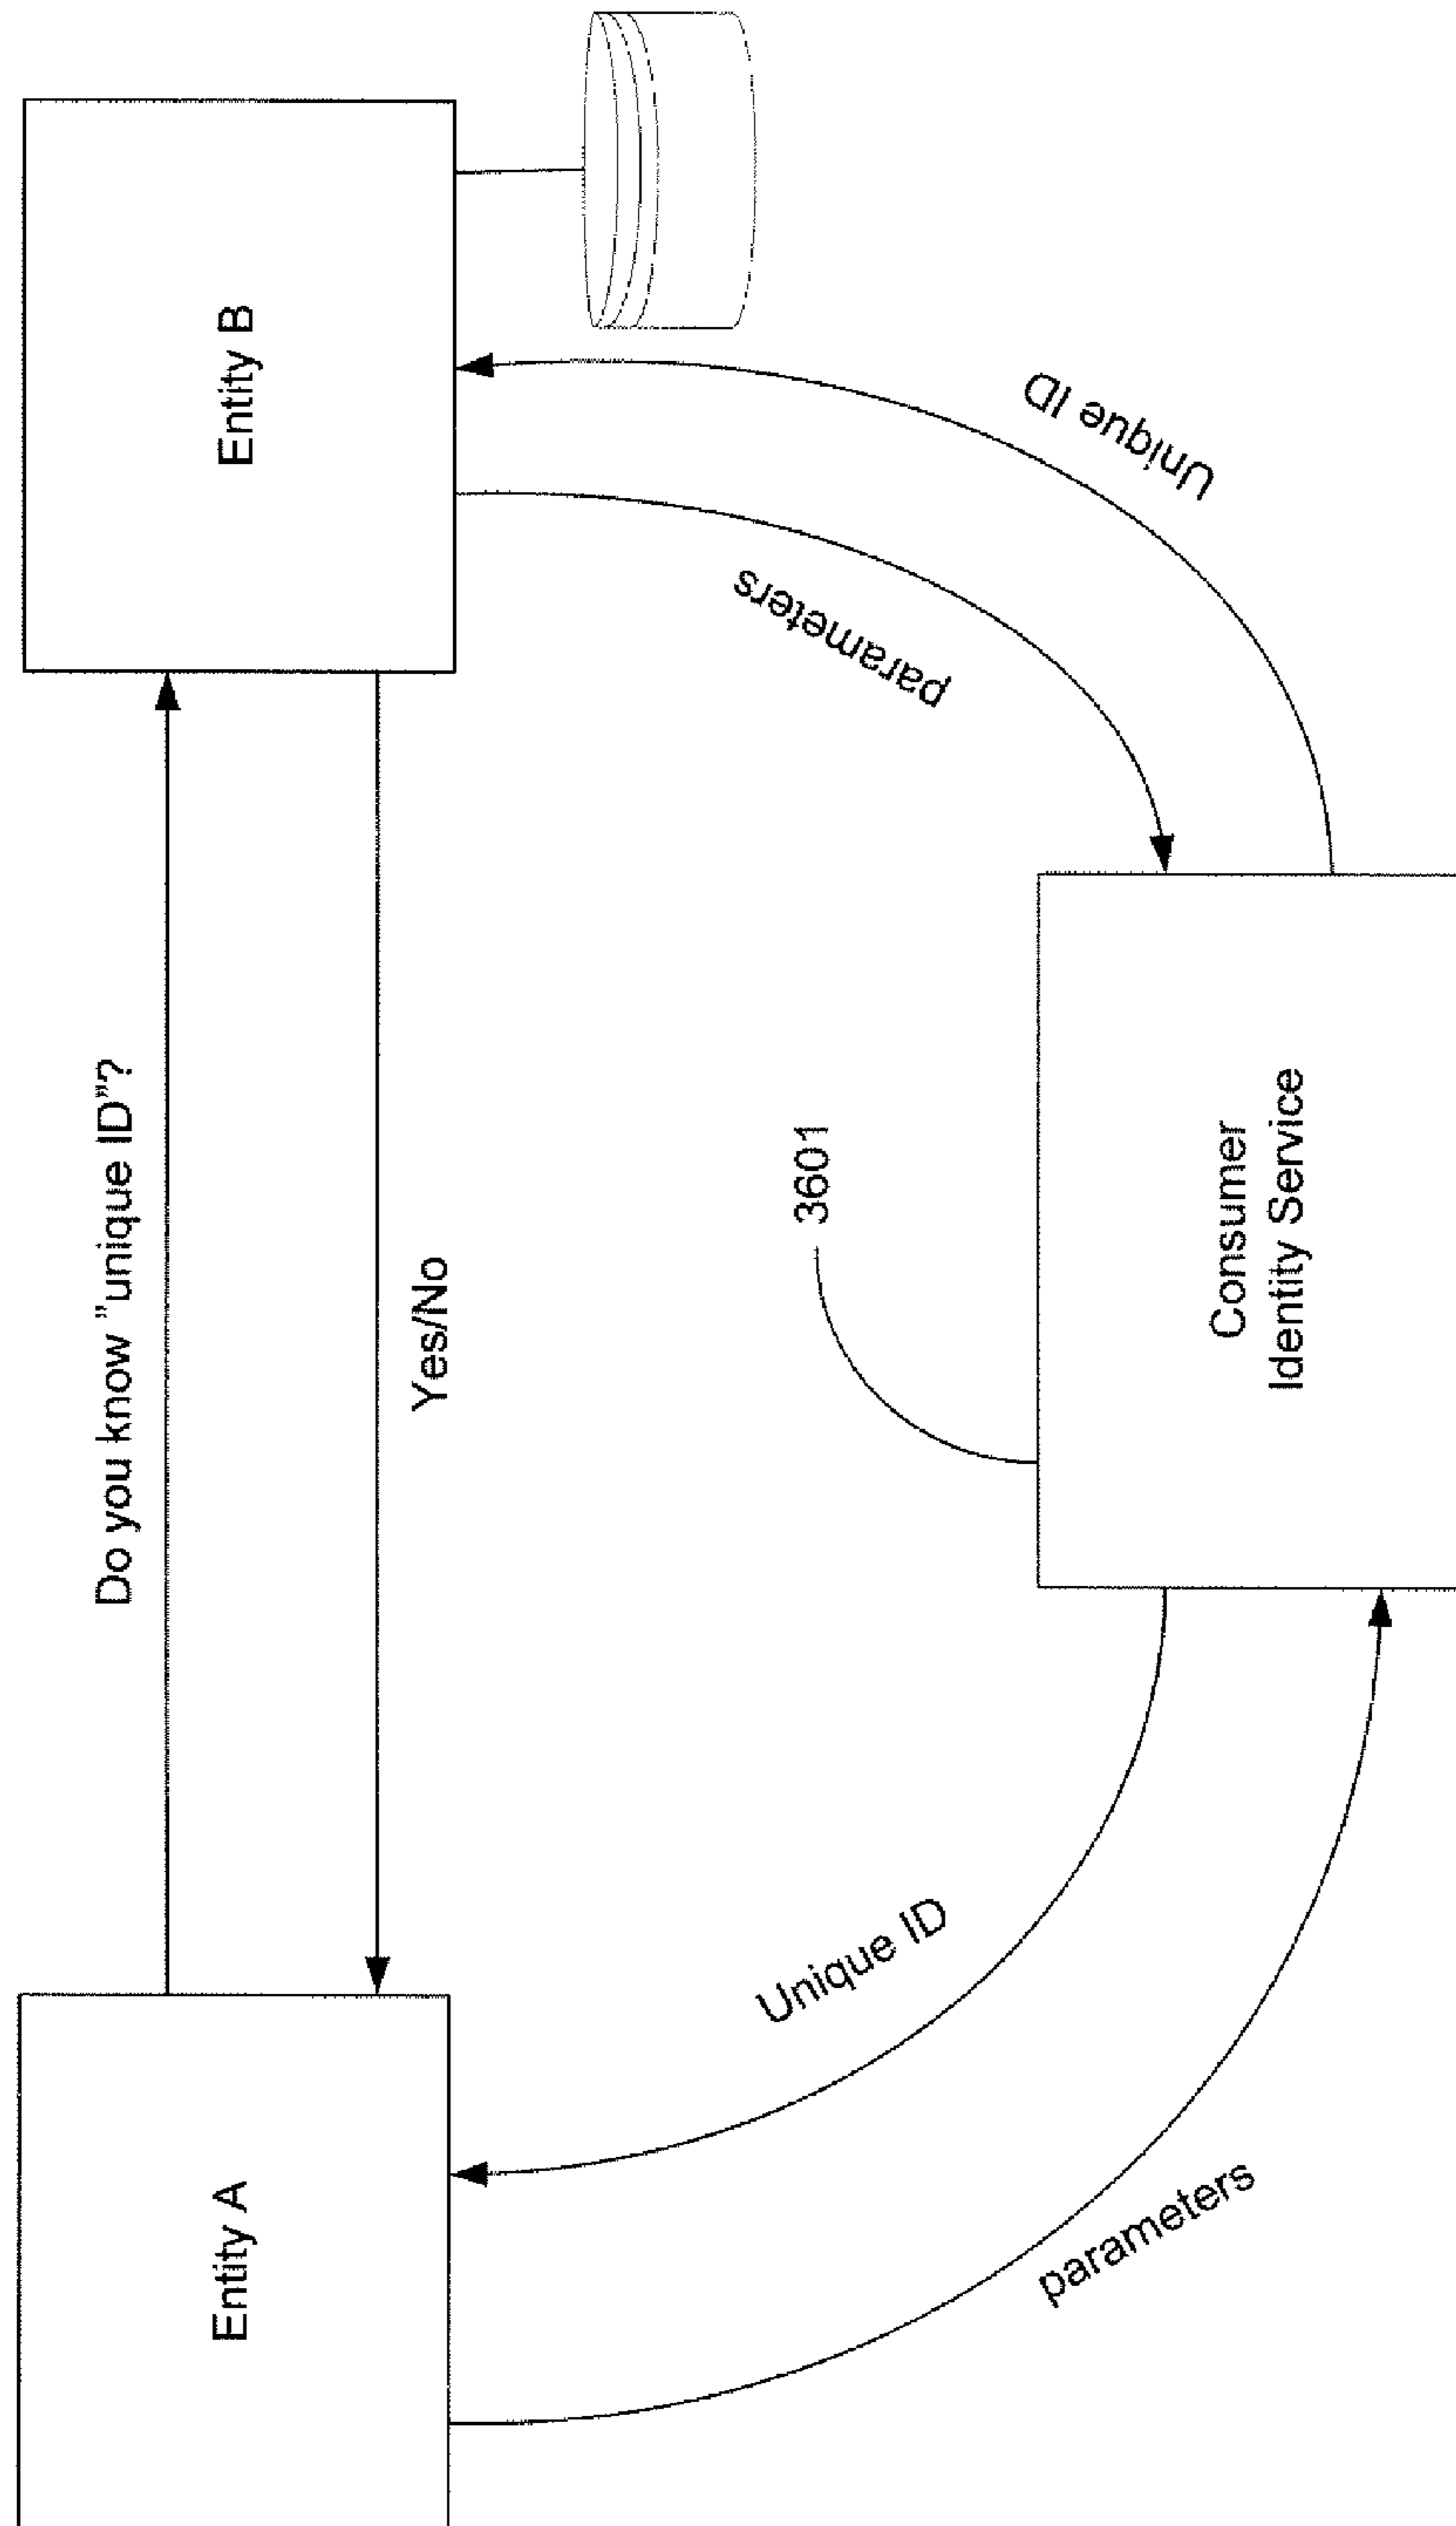 Do you know "unique ID"?
Entity A
Entity B
Yes/No
3601
Unique ID
parameters
parameters
Unique ID
Consumer
Identity Service